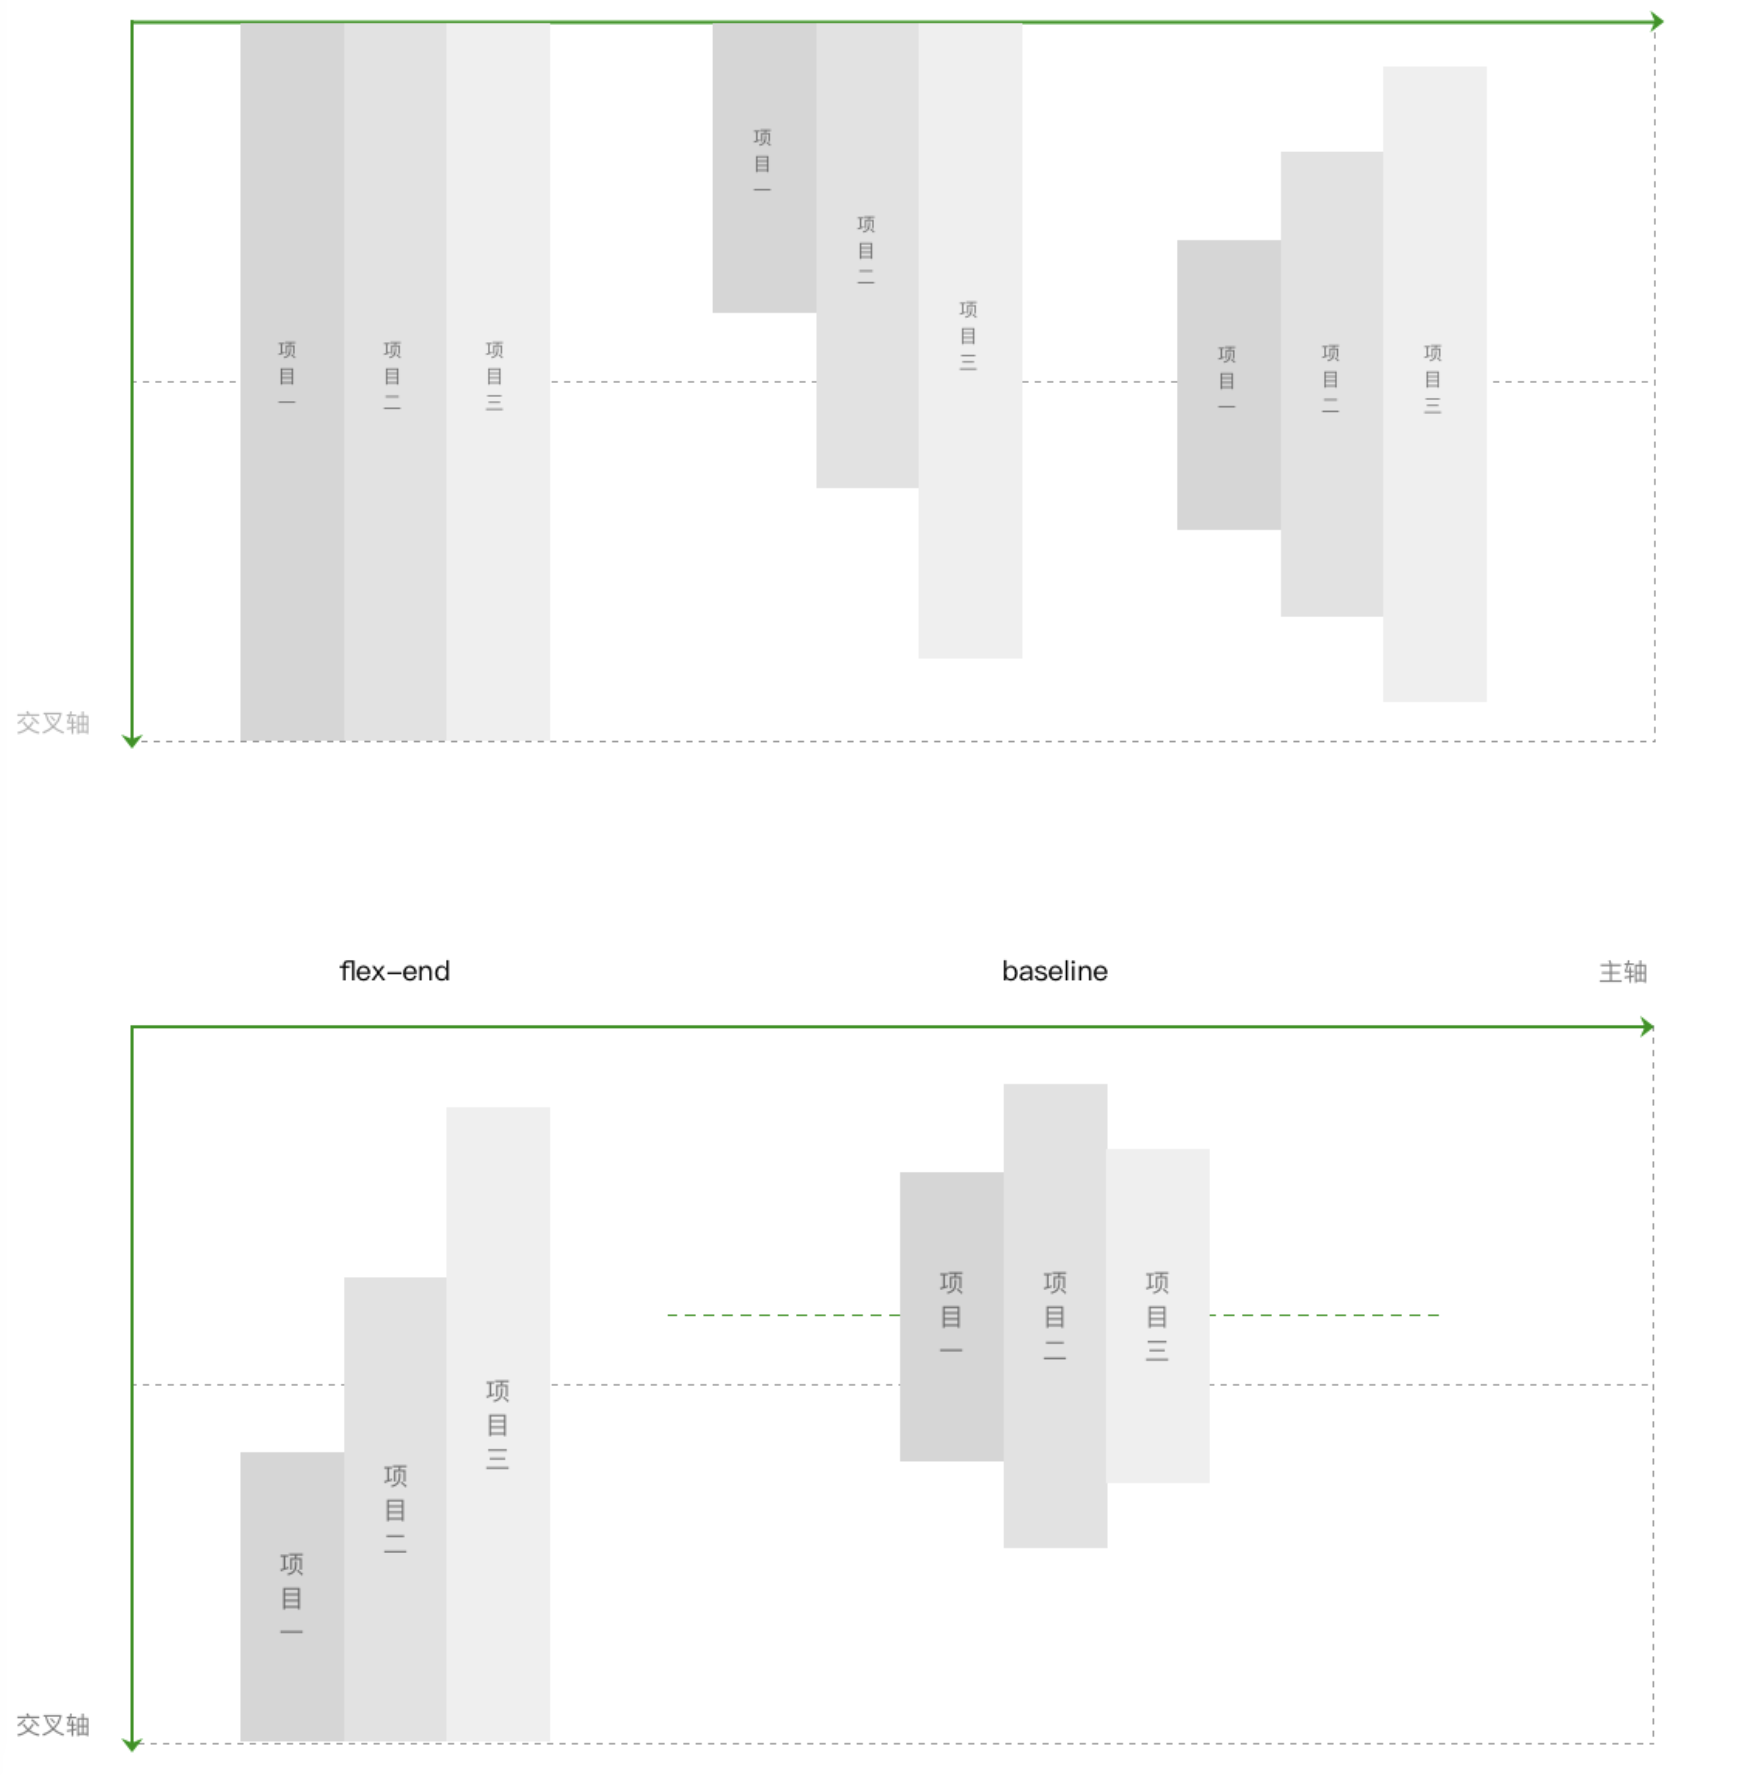 项
目
一
项
目
二
项
目
三
项
目
一
项
目
二
项
目
三
项
目
一
项
目
二
项
目
三
交叉轴
flex–end
baseline
主轴
项
目
一
项
目
二
项
目
三
项
目
一
项
目
二
项
目
三
交叉轴